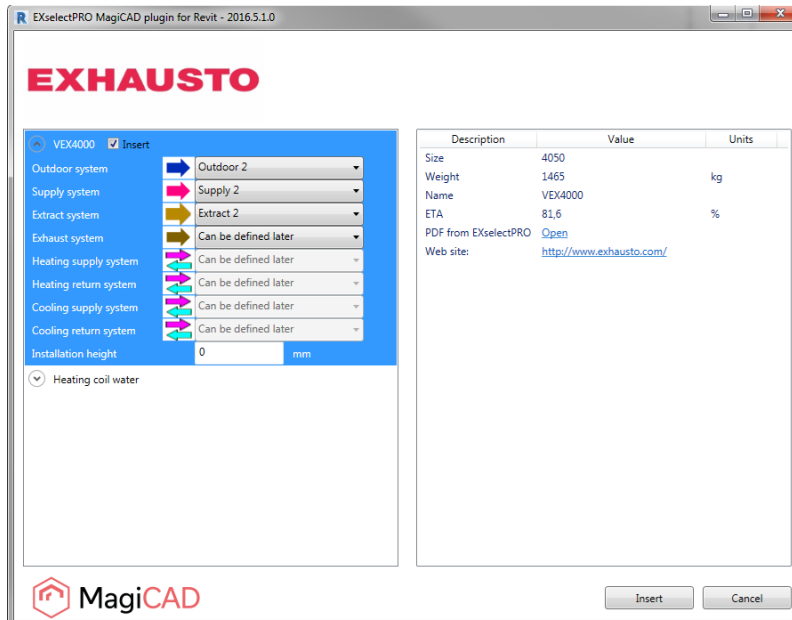 EXselectPRO MagiCAD plugin for Revit - 2016.5.1.0
EXHAUSTO
VEX4000 Insert
Outdoor system Outdoor 2
Supply system Supply 2
Extract system Extract 2
Exhaust system Can be defined later
Heating supply system Can be defined later
Heating return system Can be defined later
Cooling supply system Can be defined later
Cooling return system Can be defined later
Installation height 0 mm
Heating coil water
Description Value Units
Size 4050
Weight 1465 kg
Name VEX4000
ETA 81,6 %
PDF from EXselectPRO Open
Web site: http://www.exhausto.com/
MagiCAD
Insert Cancel